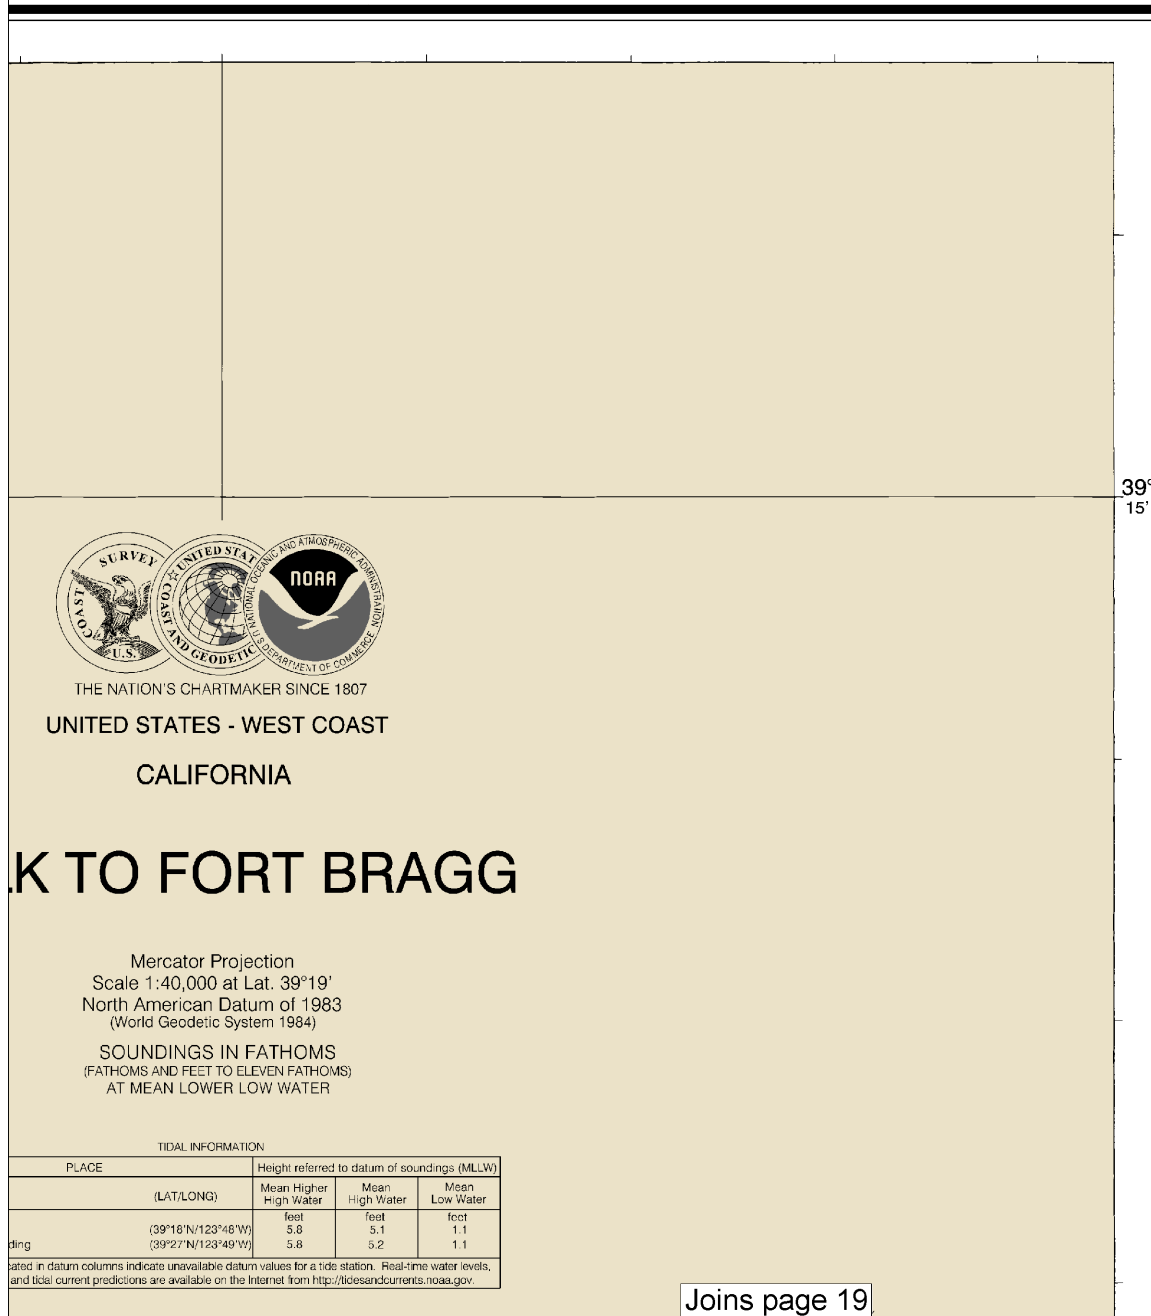 39°
15'
SURVEY
COAST
U.S.
UNITED STAT
COAST AND GEODETIC
NATIONAL OCEANIC AND ATMOSPHERIC ADMINISTRATION
NOAA
U S DEPARTMENT OF COMMERCE
THE NATION'S CHARTMAKER SINCE 1807
UNITED STATES - WEST COAST
CALIFORNIA
LK TO FORT BRAGG
Mercator Projection
Scale 1:40,000 at Lat. 39°19'
North American Datum of 1983
(World Geodetic System 1984)
SOUNDINGS IN FATHOMS
(FATHOMS AND FEET TO ELEVEN FATHOMS)
AT MEAN LOWER LOW WATER
TIDAL INFORMATION
PLACE Height referred to datum of soundings (MLLW)
(LAT/LONG) Mean Higher High Water Mean High Water Mean Low Water
feet feet feet
(39°18'N/123°48'W) 5.8 5.1 1.1
ding (39°27'N/123°49'W) 5.8 5.2 1.1
cated in datum columns indicate unavailable datum values for a tide station. Real-time water levels,
and tidal current predictions are available on the Internet from http://tidesandcurrents.noaa.gov.
Joins page 19